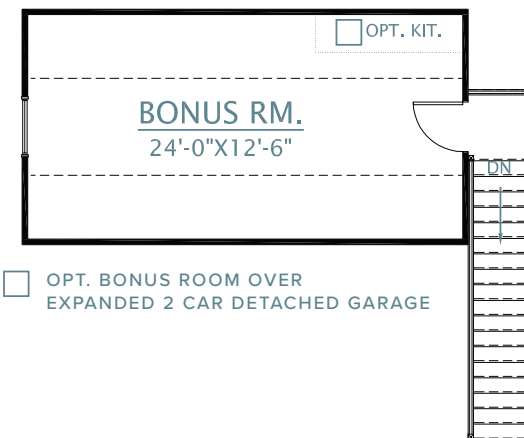 OPT. KIT.
BONUS RM.
24'-0"X12'-6"
DN
OPT. BONUS ROOM OVER
EXPANDED 2 CAR DETACHED GARAGE